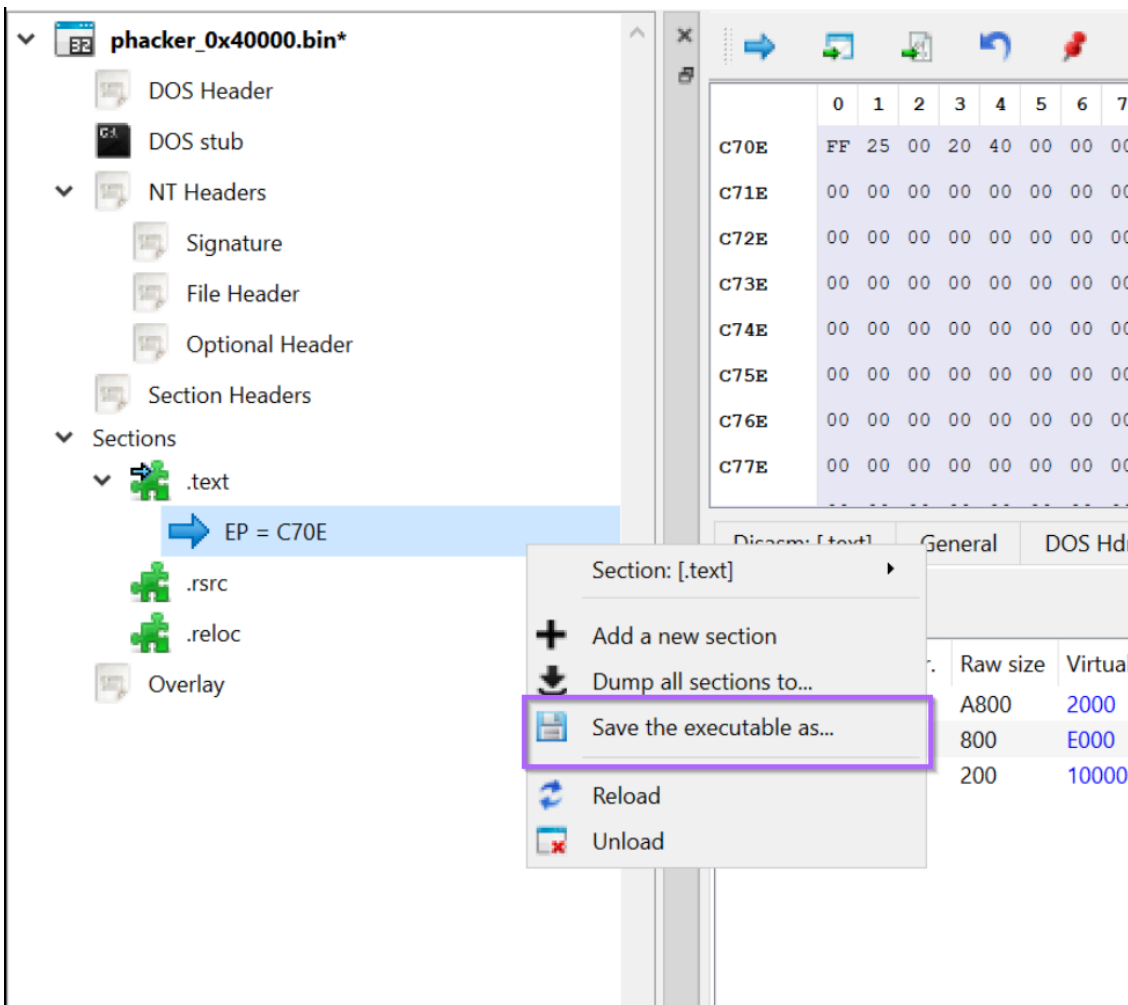 phacker_0x40000.bin*
DOS Header
DOS stub
NT Headers
Signature
File Header
Optional Header
Section Headers
Sections
.text
EP = C70E
.rsrc
.reloc
Overlay
0 1 2 3 4 5 6 7
C70E FF 25 00 20 40 00 00 00
C71E 00 00 00 00 00 00 00 00
C72E 00 00 00 00 00 00 00 00
C73E 00 00 00 00 00 00 00 00
C74E 00 00 00 00 00 00 00 00
C75E 00 00 00 00 00 00 00 00
C76E 00 00 00 00 00 00 00 00
C77E 00 00 00 00 00 00 00 00
Disasm: [.text] General DOS Hdr
Section: [.text]
Add a new section
Dump all sections to...
Save the executable as...
Reload
Unload
r. Raw size Virtual
A800 2000
800 E000
200 10000